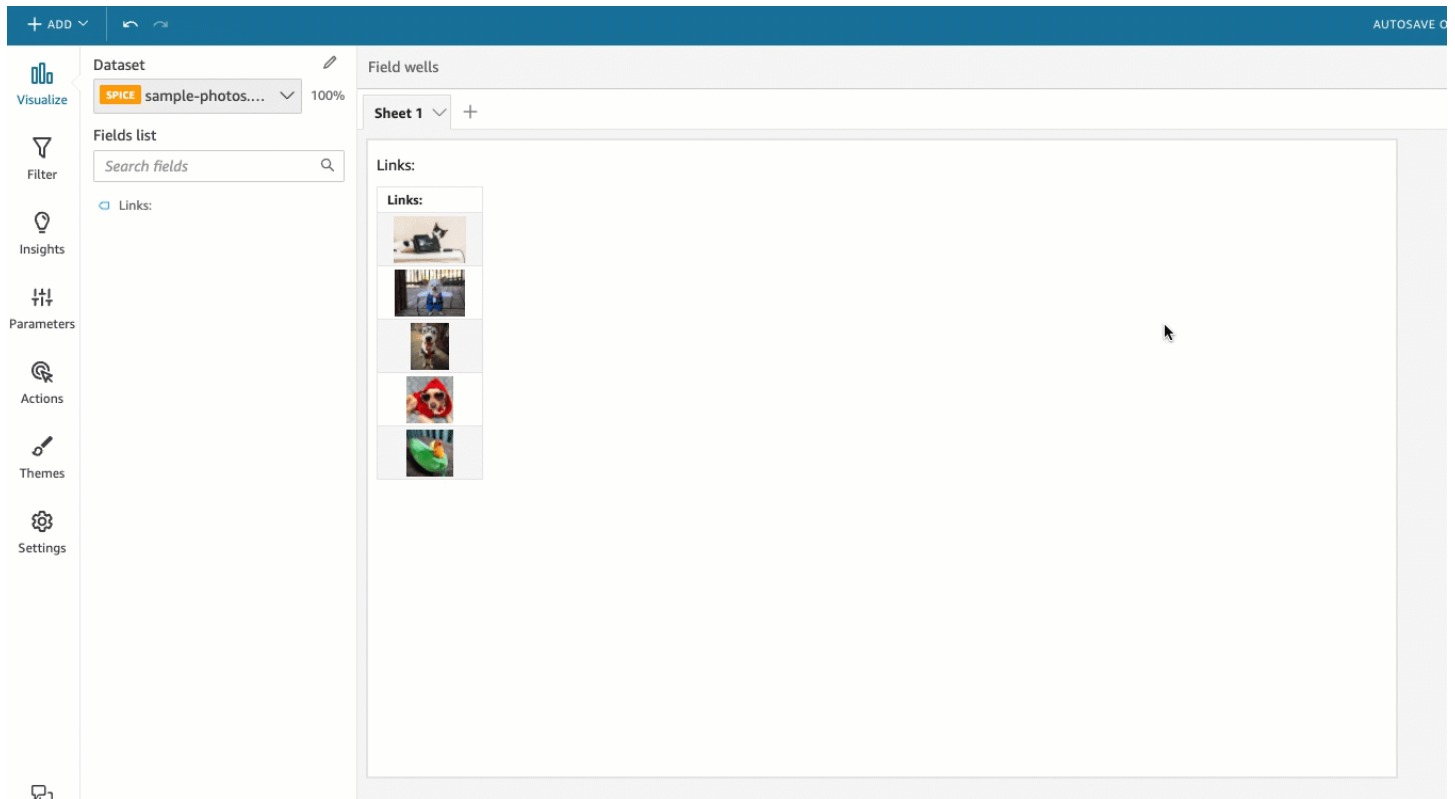 ADD
AUTOSAVE O
Visualize
Filter
Insights
Parameters
Actions
Themes
Settings
Dataset
SPICE sample-photos.... 100%
Fields list
Search fields
Links:
Field wells
Sheet 1
Links:
Links: